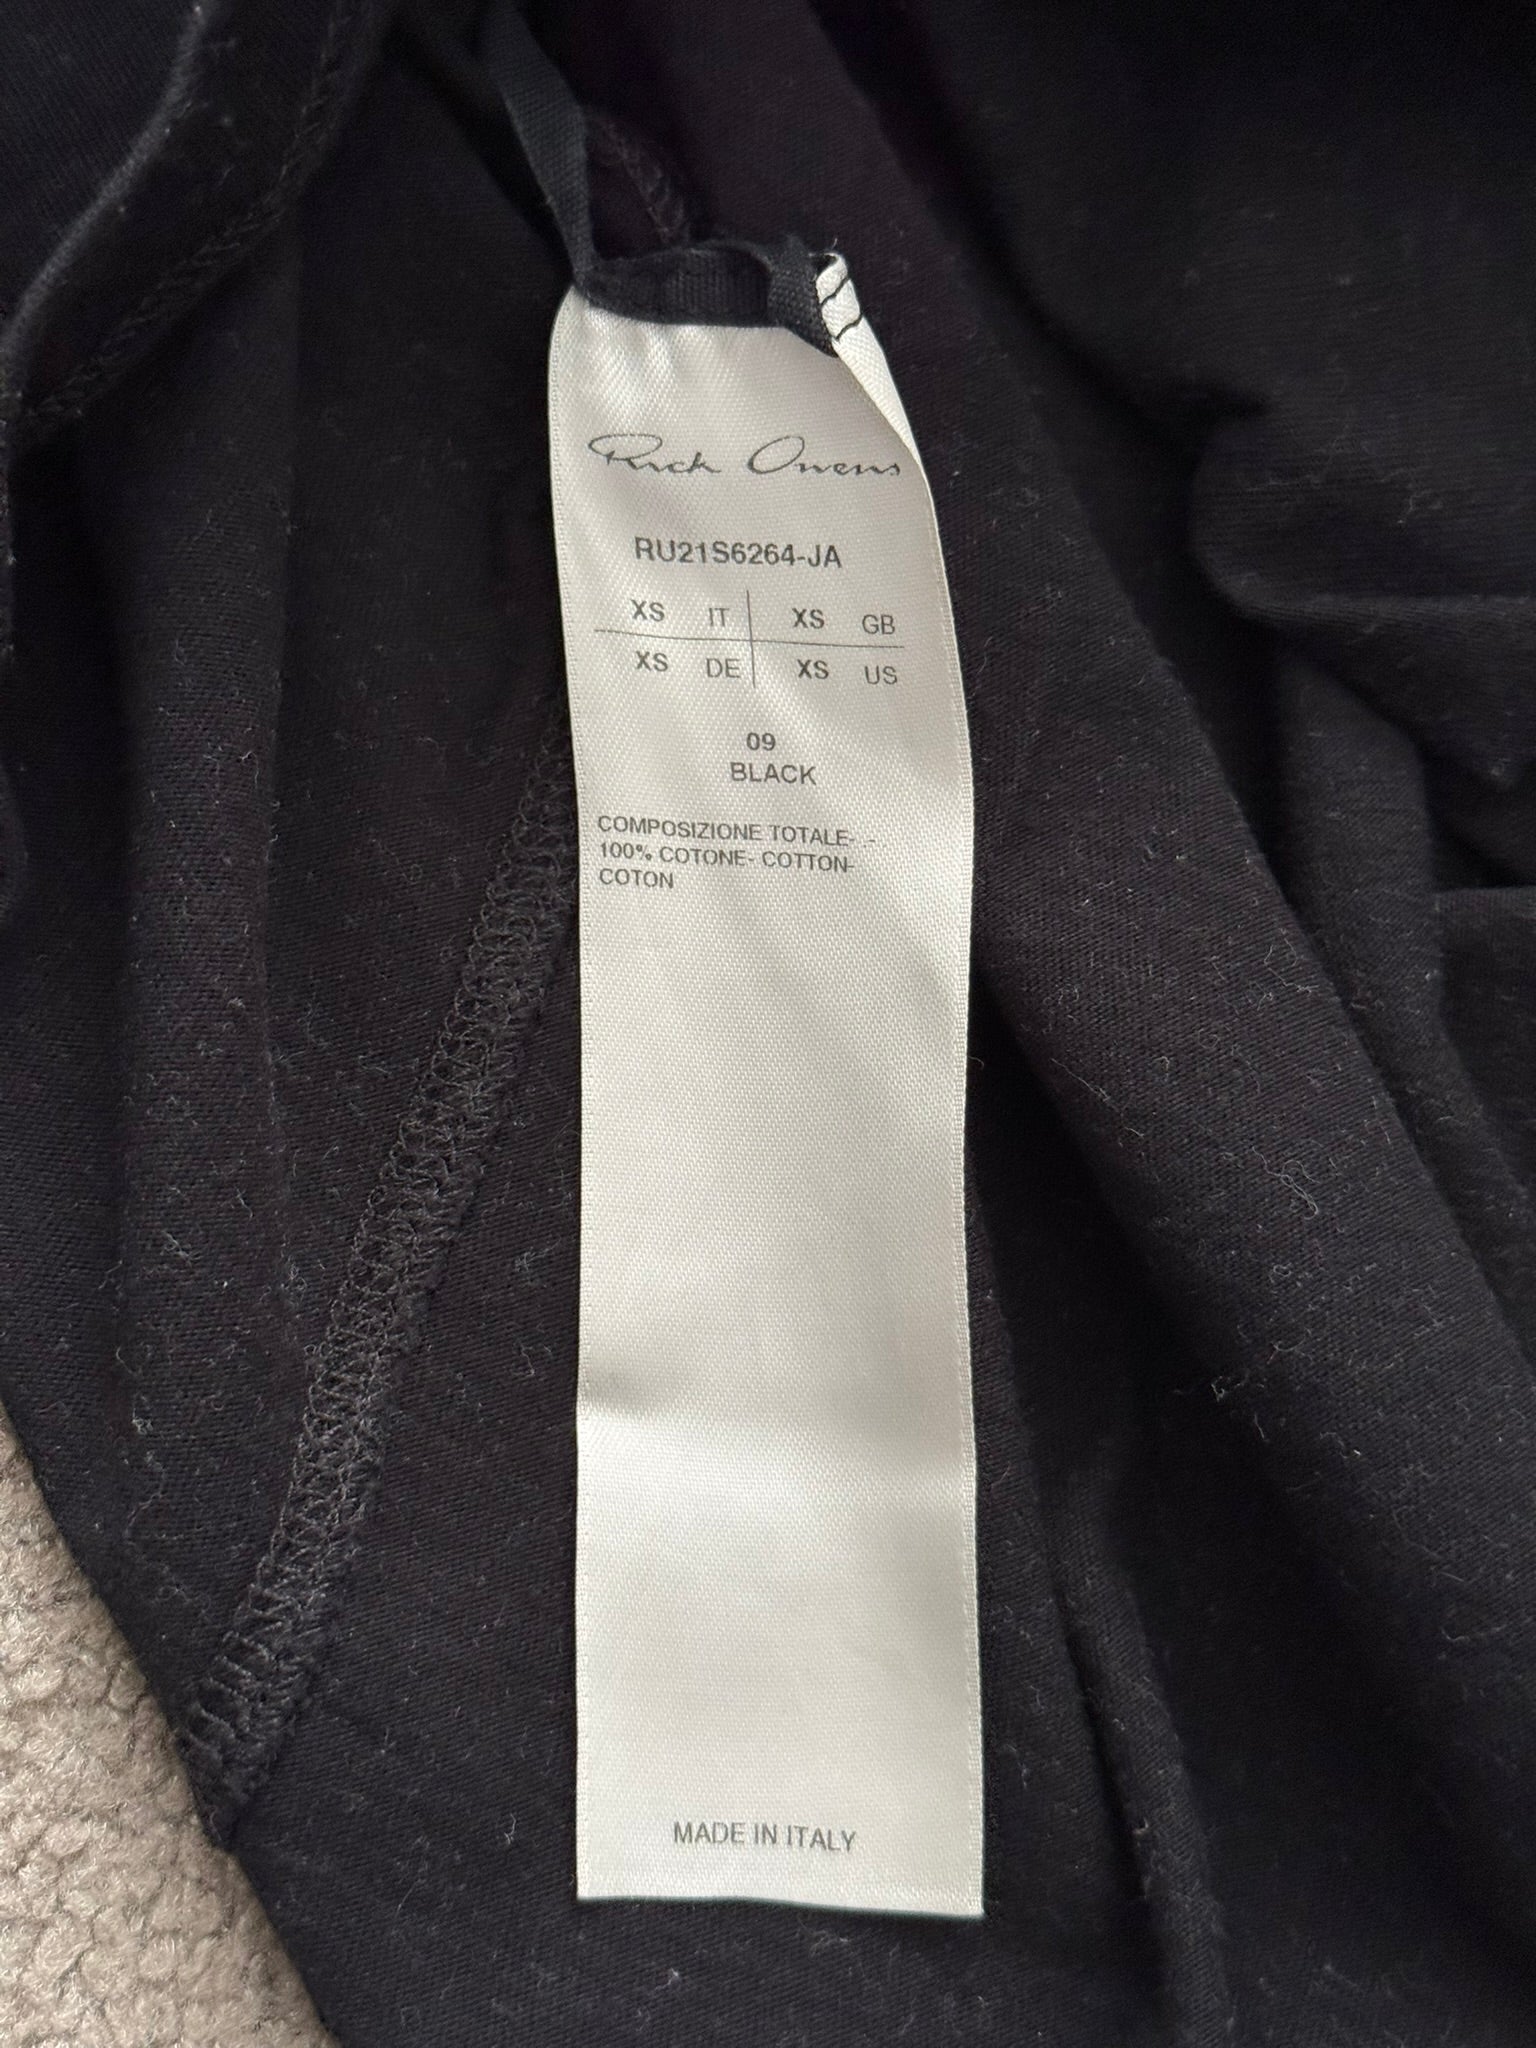 Rick Owens
RU21S6264-JA
XS IT XS GB
XS DE XS US
09
BLACK
COMPOSIZIONE TOTALE- .-
100% COTONE- COTTON-
COTON
MADE IN ITALY